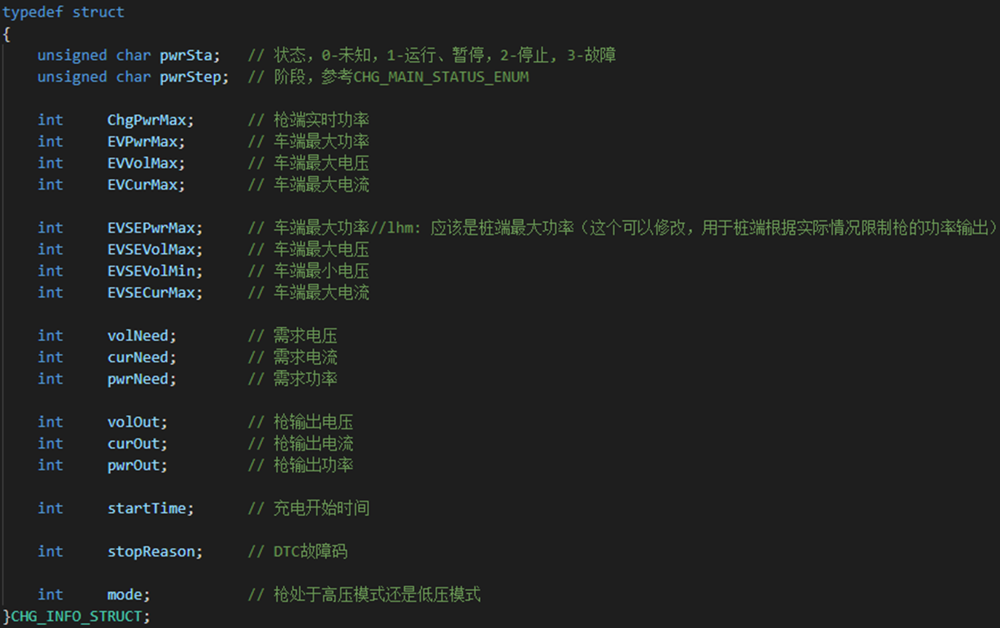 typedef struct
{
unsigned char pwrSta; // 状态，0-未知，1-运行、暂停，2-停止, 3-故障
unsigned char pwrStep; // 阶段，参考CHG_MAIN_STATUS_ENUM
int ChgPwrMax; // 枪端实时功率
int EVPwrMax; // 车端最大功率
int EVVolMax; // 车端最大电压
int EVCurMax; // 车端最大电流
int EVSEPwrMax; // 车端最大功率//lhm: 应该是桩端最大功率（这个可以修改，用于桩端根据实际情况限制枪的功率输出）
int EVSEVolMax; // 车端最大电压
int EVSEVolMin; // 车端最小电压
int EVSECurMax; // 车端最大电流
int volNeed; // 需求电压
int curNeed; // 需求电流
int pwrNeed; // 需求功率
int volOut; // 枪输出电压
int curOut; // 枪输出电流
int pwrOut; // 枪输出功率
int startTime; // 充电开始时间
int stopReason; // DTC故障码
int mode; // 枪处于高压模式还是低压模式
}CHG_INFO_STRUCT;